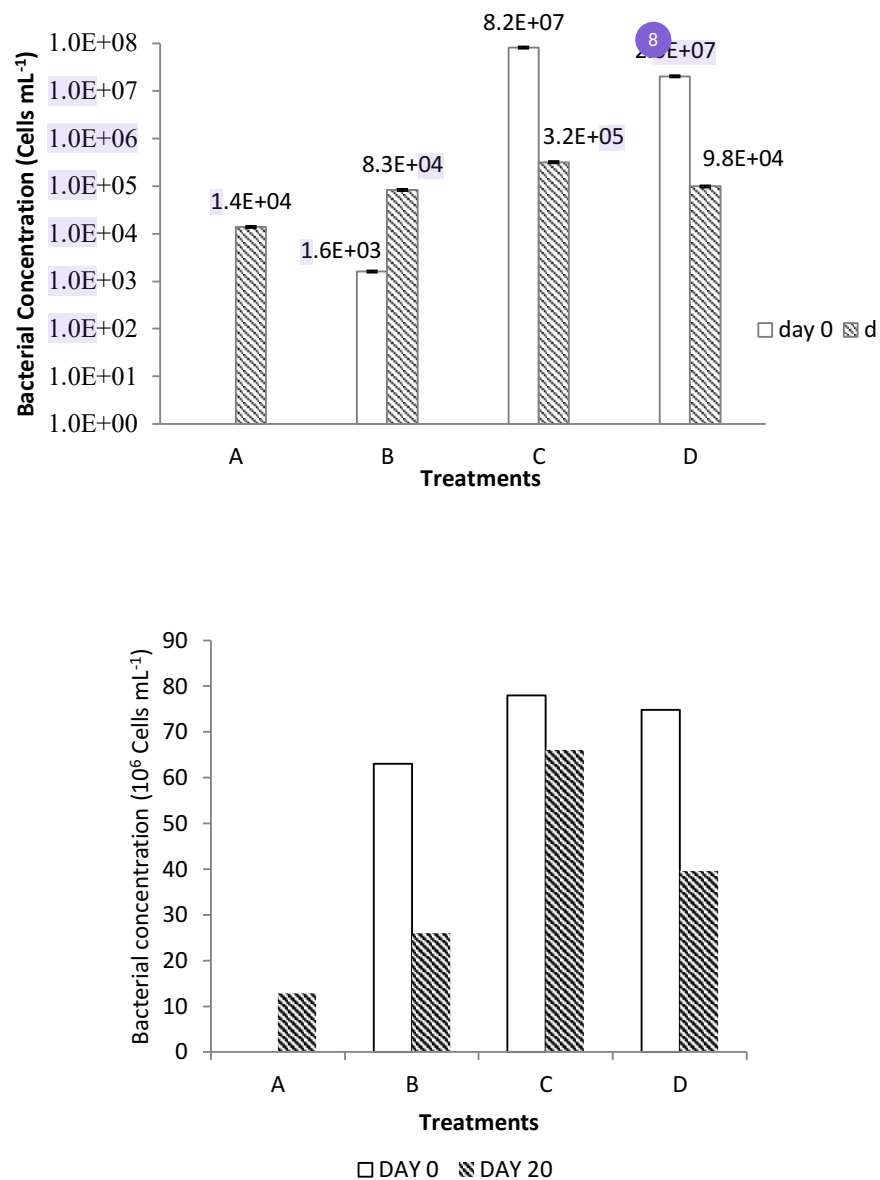 8.2E+07
8
1.0E+08
E+07
1.0E+07
1.0E+06
3.2E+05
8.3E+04
9.8E+04
1.0E+05
1.4E+04
1.0E+04
1.6E+03
1.0E+03
1.0E+02
day 0 d
1.0E+01
1.0E+00
Bacterial Concentration (Cells mL-1)
A B C D
Treatments
90
80
70
60
50
40
30
20
10
0
Bacterial concentration (10⁶ Cells mL-1)
A B C D
Treatments
DAY 0 DAY 20